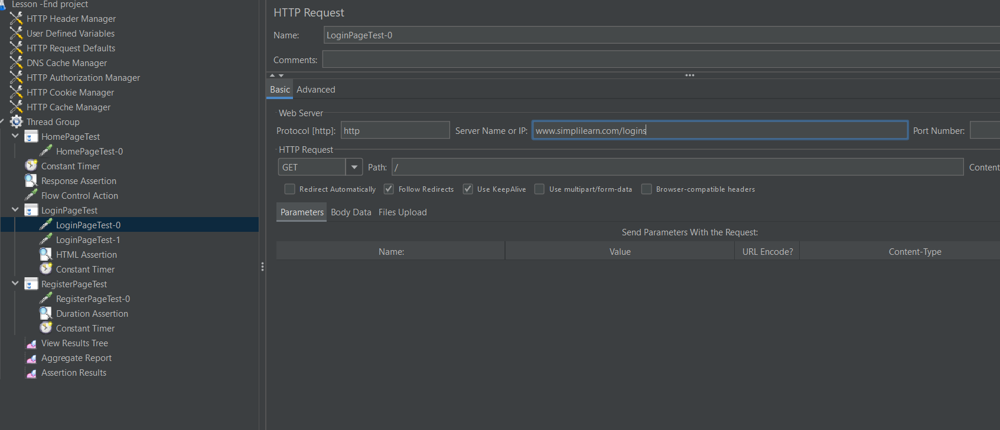 Lesson -End project
HTTP Header Manager
User Defined Variables
HTTP Request Defaults
DNS Cache Manager
HTTP Authorization Manager
HTTP Cookie Manager
HTTP Cache Manager
Thread Group
HomePageTest
HomePageTest-0
Constant Timer
Response Assertion
Flow Control Action
LoginPageTest
LoginPageTest-0
LoginPageTest-1
HTML Assertion
Constant Timer
RegisterPageTest
RegisterPageTest-0
Duration Assertion
Constant Timer
View Results Tree
Aggregate Report
Assertion Results
HTTP Request
Name: LoginPageTest-0
Comments:
Basic Advanced
Web Server
Protocol [http]: http Server Name or IP: www.simplilearn.com/logins Port Number:
HTTP Request
GET Path: / Content
Redirect Automatically Follow Redirects Use KeepAlive Use multipart/form-data Browser-compatible headers
Parameters Body Data Files Upload
Send Parameters With the Request:
Name: Value URL Encode? Content-Type